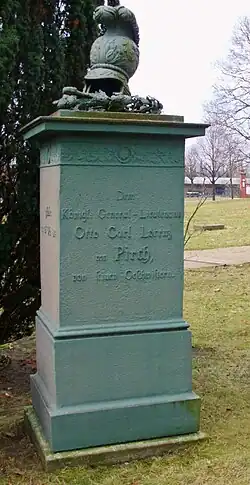 Dem
Königl. General-Lieutenant
Otto Carl Lorenz
von Pirch,
von seinen Geschwistern.